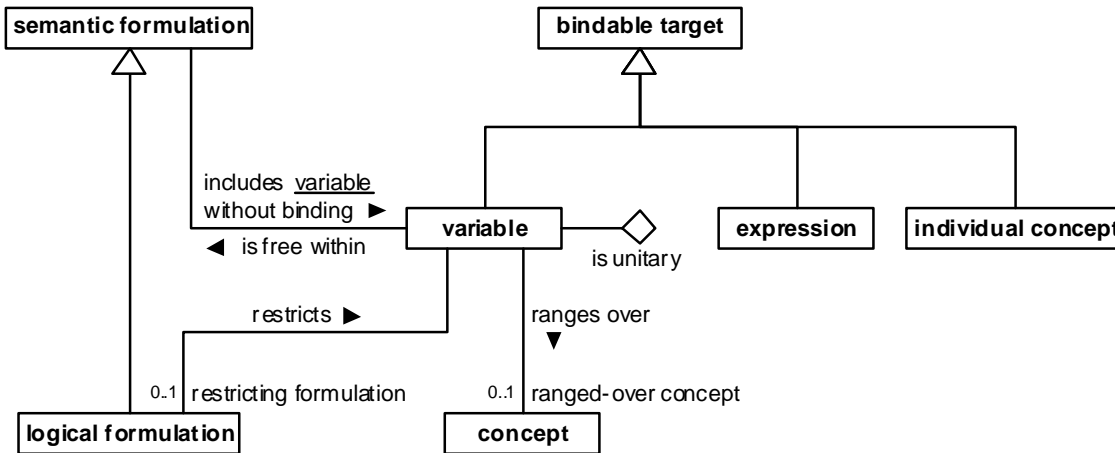 semantic formulation
bindable target
includes variable
without binding ►
◄ is free within
variable
expression
individual concept
is unitary
restricts ►
ranges over
▼
0..1 restricting formulation
0..1 ranged-over concept
logical formulation
concept